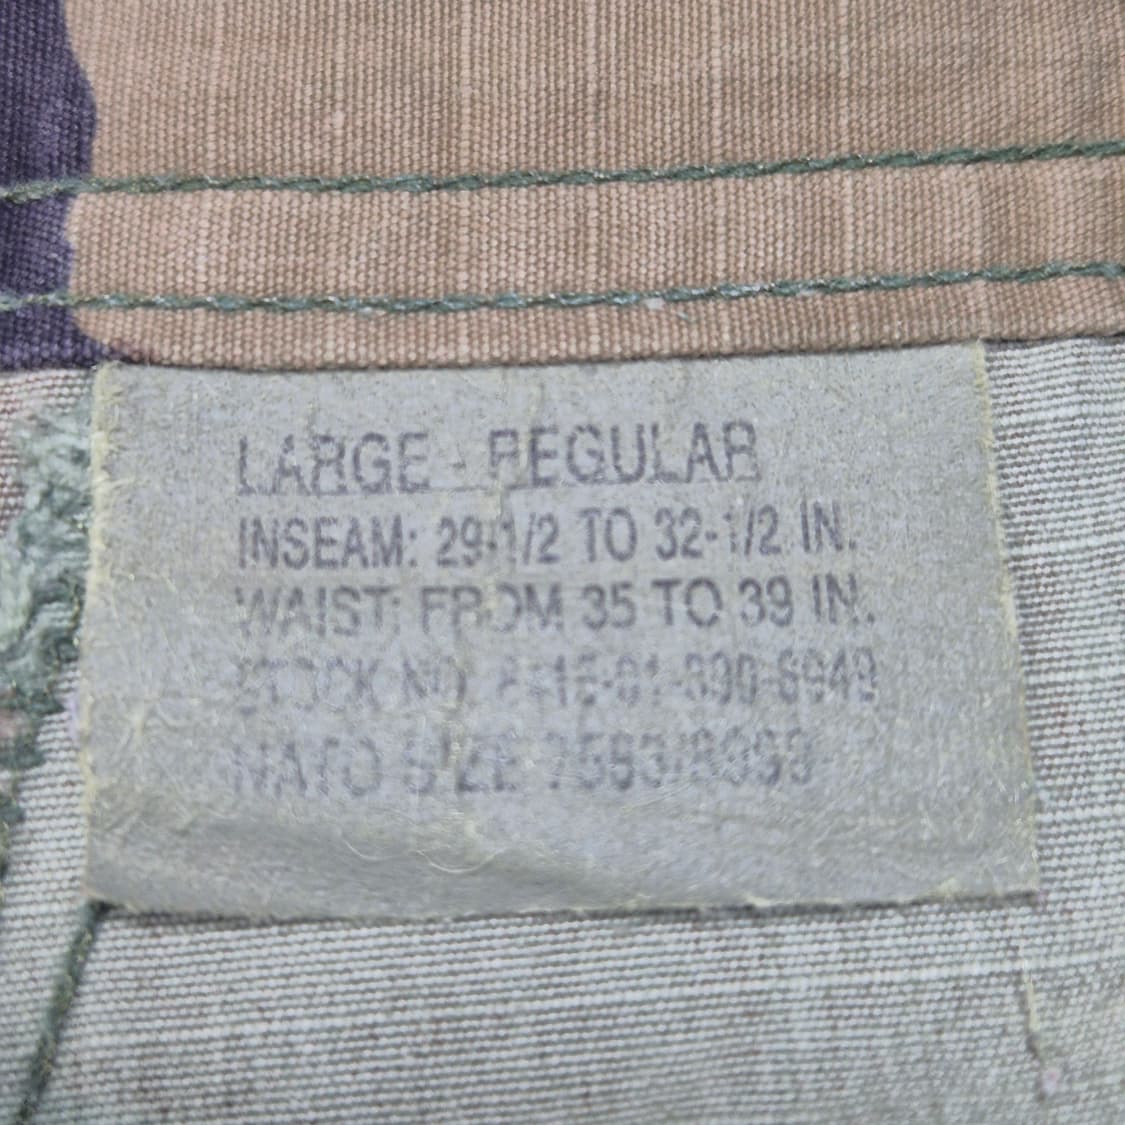 LARGE - REGULAR
INSEAM: 29-1/2 TO 32-1/2 IN.
WAIST: FROM 35 TO 39 IN.
STOCK NO.
NATO SIZE